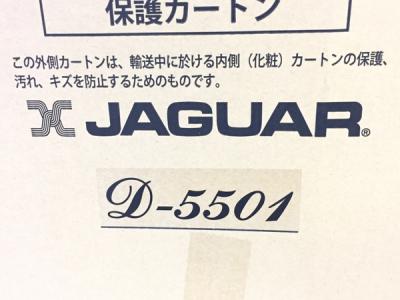 保護カートン
この外側カートンは、輸送中に於ける内側（化粧）カートンの保護、
汚れ、キズを防止するためのものです。
JAGUAR®
D-5501